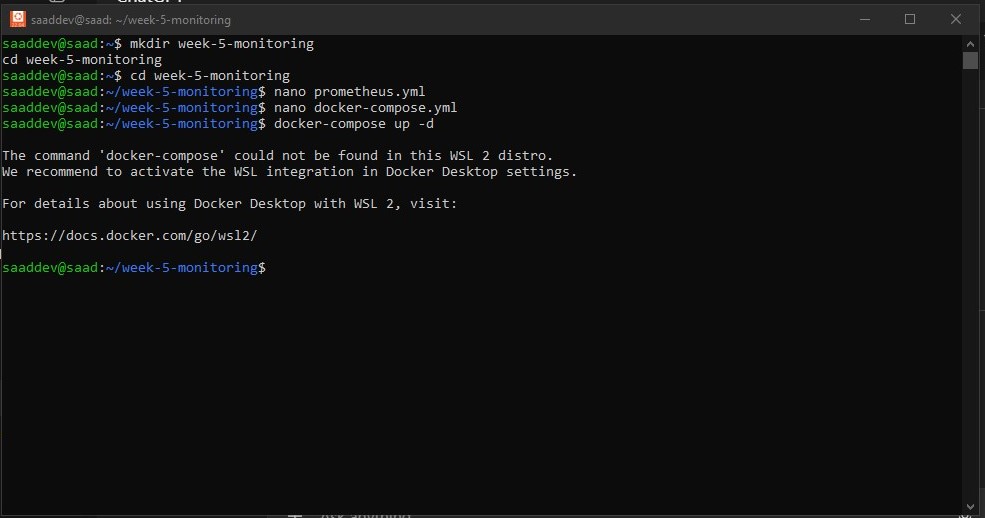 saaddev@saad: ~/week-5-monitoring
saaddev@saad:~$ mkdir week-5-monitoring
cd week-5-monitoring
saaddev@saad:~$ cd week-5-monitoring
saaddev@saad:~/week-5-monitoring$ nano prometheus.yml
saaddev@saad:~/week-5-monitoring$ nano docker-compose.yml
saaddev@saad:~/week-5-monitoring$ docker-compose up -d
The command 'docker-compose' could not be found in this WSL 2 distro.
We recommend to activate the WSL integration in Docker Desktop settings.
For details about using Docker Desktop with WSL 2, visit:
https://docs.docker.com/go/wsl2/
saaddev@saad:~/week-5-monitoring$